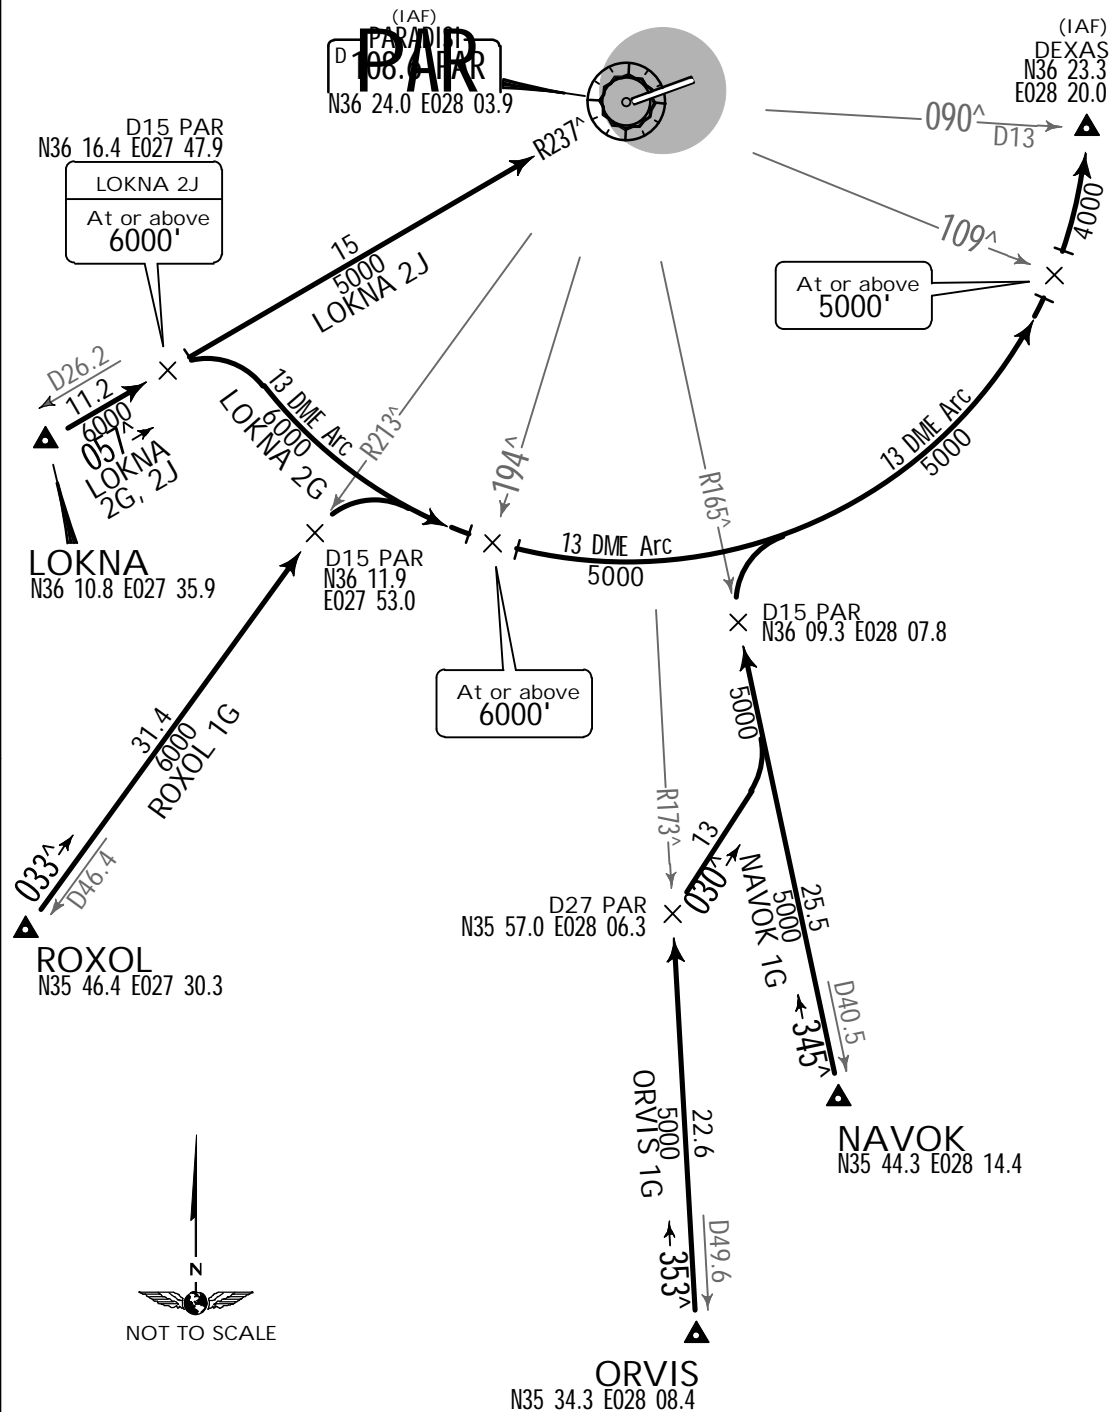 (IAF)
PARADISI
D 108.6 PAR
PAR
N36 24.0 E028 03.9
(IAF)
DEXAS
N36 23.3
E028 20.0
090^
D13
109^
4000
At or above
5000'
D15 PAR
N36 16.4 E027 47.9
LOKNA 2J
At or above
6000'
R237^
15
5000
LOKNA 2J
D26.2
11.2
6000
057^
LOKNA
2G, 2J
LOKNA
N36 10.8 E027 35.9
13 DME Arc
6000
LOKNA 2G
R213^
194^
R165^
13 DME Arc
5000
13 DME Arc
5000
D15 PAR
N36 11.9
E027 53.0
At or above
6000'
D15 PAR
N36 09.3 E028 07.8
31.4
6000
ROXOL 1G
033^
D46.4
ROXOL
N35 46.4 E027 30.3
R173^
5000
13
030^
D27 PAR
N35 57.0 E028 06.3
25.5
5000
NAVOK 1G
345^
D40.5
NAVOK
N35 44.3 E028 14.4
22.6
5000
ORVIS 1G
353^
D49.6
ORVIS
N35 34.3 E028 08.4
N
NOT TO SCALE